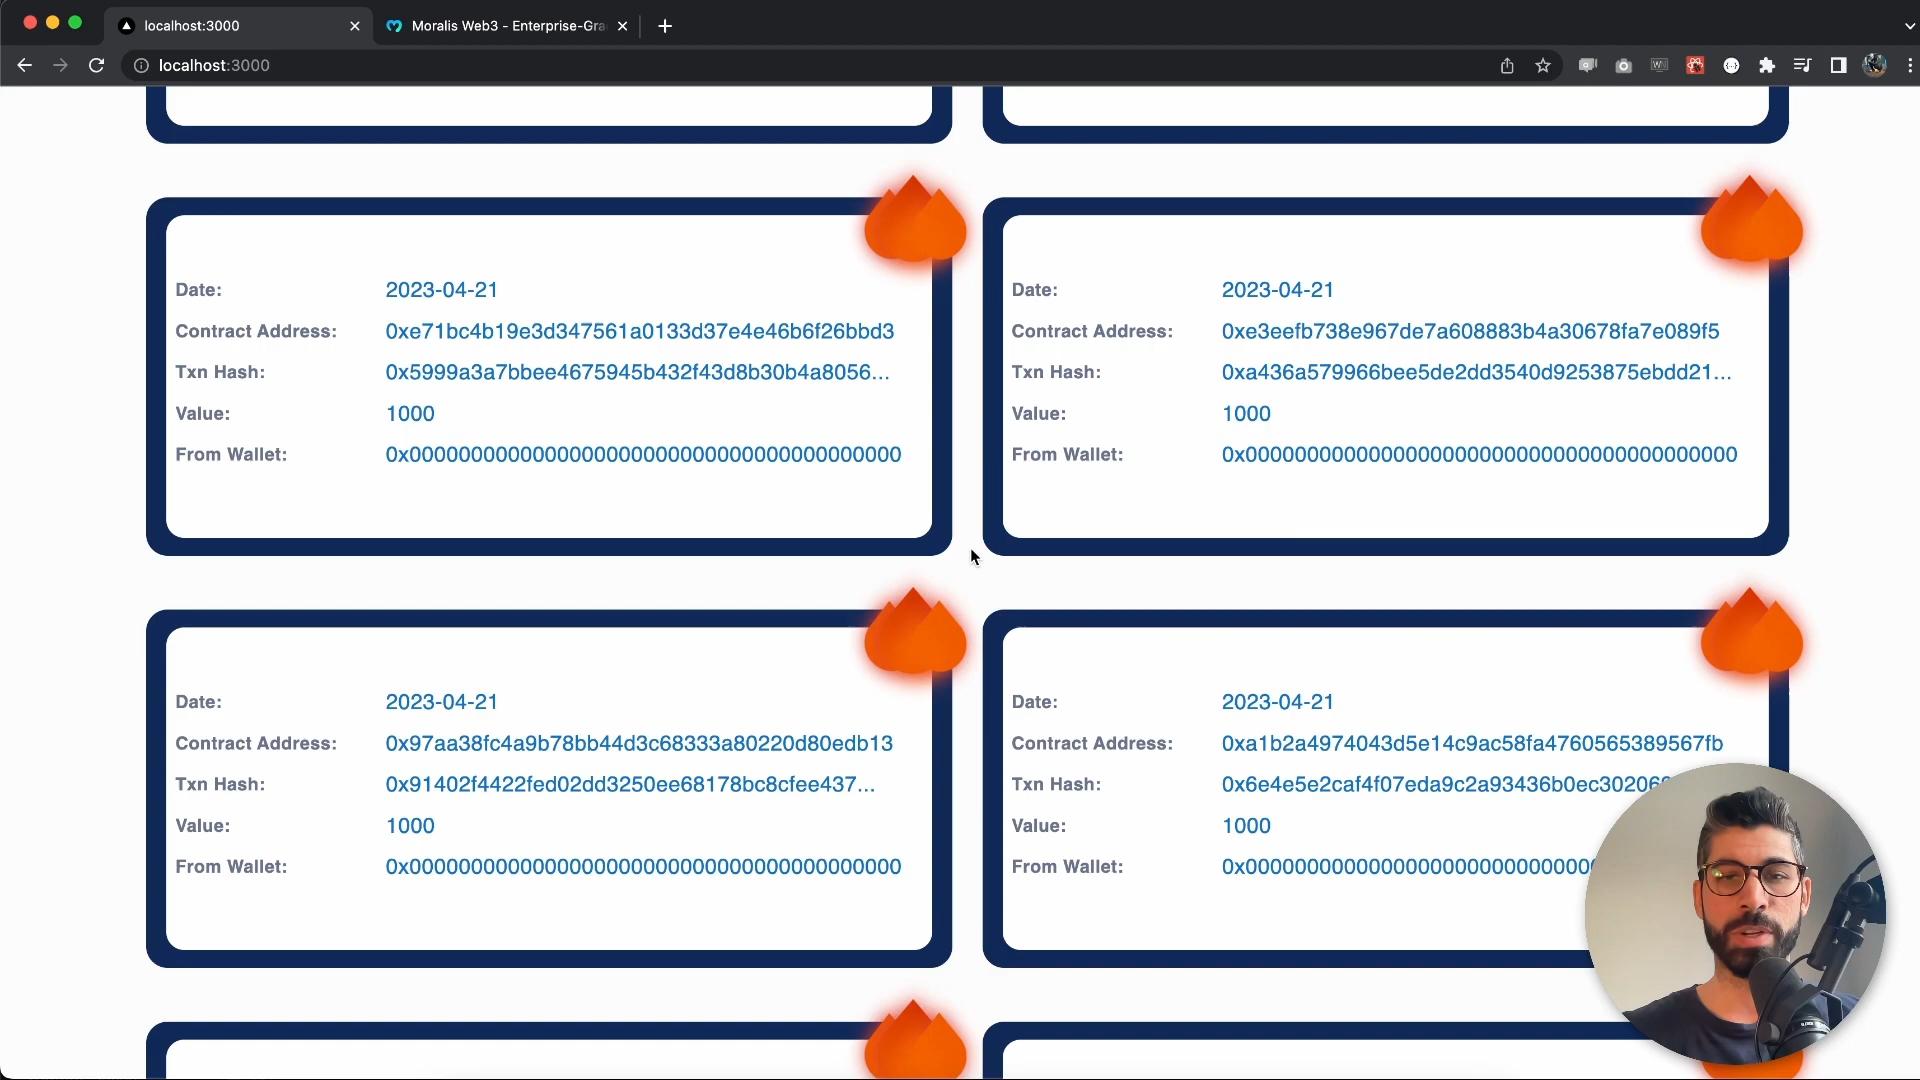 localhost:3000
Moralis Web3 - Enterprise-Gra
localhost:3000
Date: 2023-04-21
Contract Address: 0xe71bc4b19e3d347561a0133d37e4e46b6f26bbd3
Txn Hash: 0x5999a3a7bbee4675945b432f43d8b30b4a8056...
Value: 1000
From Wallet: 0x0000000000000000000000000000000000000000
Date: 2023-04-21
Contract Address: 0xe3eefb738e967de7a608883b4a30678fa7e089f5
Txn Hash: 0xa436a579966bee5de2dd3540d9253875ebdd21...
Value: 1000
From Wallet: 0x0000000000000000000000000000000000000000
Date: 2023-04-21
Contract Address: 0x97aa38fc4a9b78bb44d3c68333a80220d80edb13
Txn Hash: 0x91402f4422fed02dd3250ee68178bc8cfee437...
Value: 1000
From Wallet: 0x0000000000000000000000000000000000000000
Date: 2023-04-21
Contract Address: 0xa1b2a4974043d5e14c9ac58fa4760565389567fb
Txn Hash: 0x6e4e5e2caf4f07eda9c2a93436b0ec30206
Value: 1000
From Wallet: 0x000000000000000000000000000